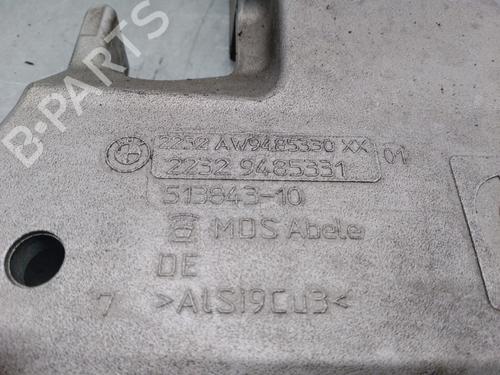 B-PARTS
2232 AW9485330 XX
01
2232 9485331
513843-10
MDS Abele
DE
7 >AlSi9Cu3<